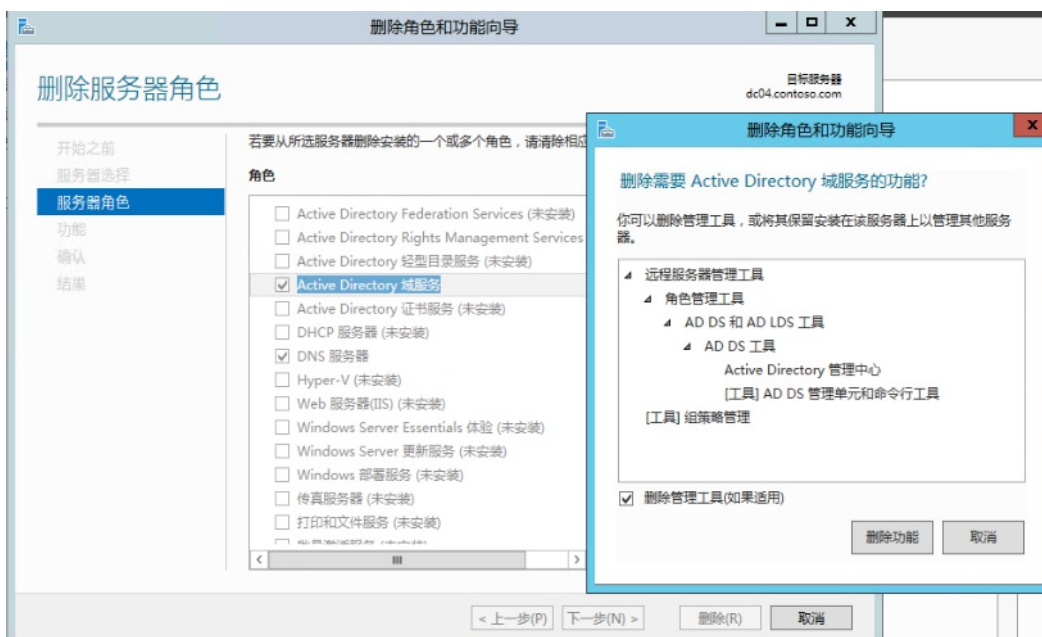 删除角色和功能向导
删除服务器角色
目标服务器
dc04.contoso.com
开始之前
服务器选择
服务器角色
功能
确认
结果
若要从所选服务器删除安装的一个或多个角色，请清除相应
角色
Active Directory Federation Services (未安装)
Active Directory Rights Management Services
Active Directory 轻型目录服务 (未安装)
Active Directory 域服务
Active Directory 证书服务 (未安装)
DHCP 服务器 (未安装)
DNS 服务器
Hyper-V (未安装)
Web 服务器(IIS) (未安装)
Windows Server Essentials 体验 (未安装)
Windows Server 更新服务 (未安装)
Windows 部署服务 (未安装)
传真服务器 (未安装)
打印和文件服务 (未安装)
< 上一步(P)
下一步(N) >
删除(R)
取消
删除角色和功能向导
删除需要 Active Directory 域服务的功能?
你可以删除管理工具，或将其保留安装在该服务器上以管理其他服务
器。
远程服务器管理工具
角色管理工具
AD DS 和 AD LDS 工具
AD DS 工具
Active Directory 管理中心
[工具] AD DS 管理单元和命令行工具
[工具] 组策略管理
删除管理工具(如果适用)
删除功能
取消